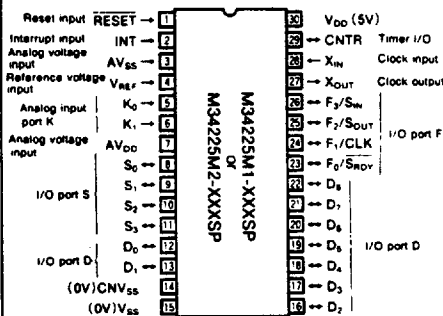 Reset input RESET 1
Interrupt input INT 2
Analog voltage input AVSS 3
Reference voltage input VREF 4
Analog input port K
K0 5
K1 6
Analog voltage input AVDD 7
I/O port S
S0 8
S1 9
S2 10
S3 11
I/O port D
D0 12
D1 13
(0V)CNVSS 14
(0V)VSS 15
M34225M1-XXXSP
or
M34225M2-XXXSP
30 VDD (5V)
29 CNTR Timer I/O
28 XIN Clock input
27 XOUT Clock output
26 F3/SIN
25 F2/SOUT
24 F1/CLK
23 F0/SRDY
I/O port F
22 D8
21 D7
20 D6
19 D5
18 D4
17 D3
16 D2
I/O port D